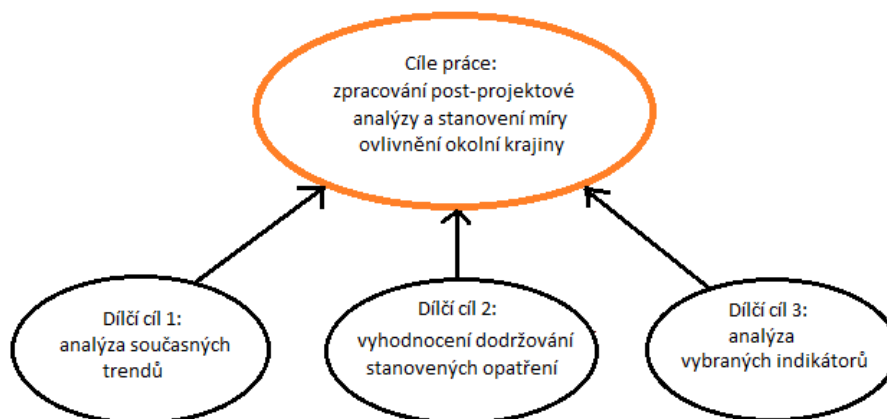 Cíle práce:
zpracování post-projektové
analýzy a stanovení míry
ovlivnění okolní krajiny
Dílčí cíl 1:
analýza současných
trendů
Dílčí cíl 2:
vyhodnocení dodržování
stanovených opatření
Dílčí cíl 3:
analýza
vybraných indikátorů